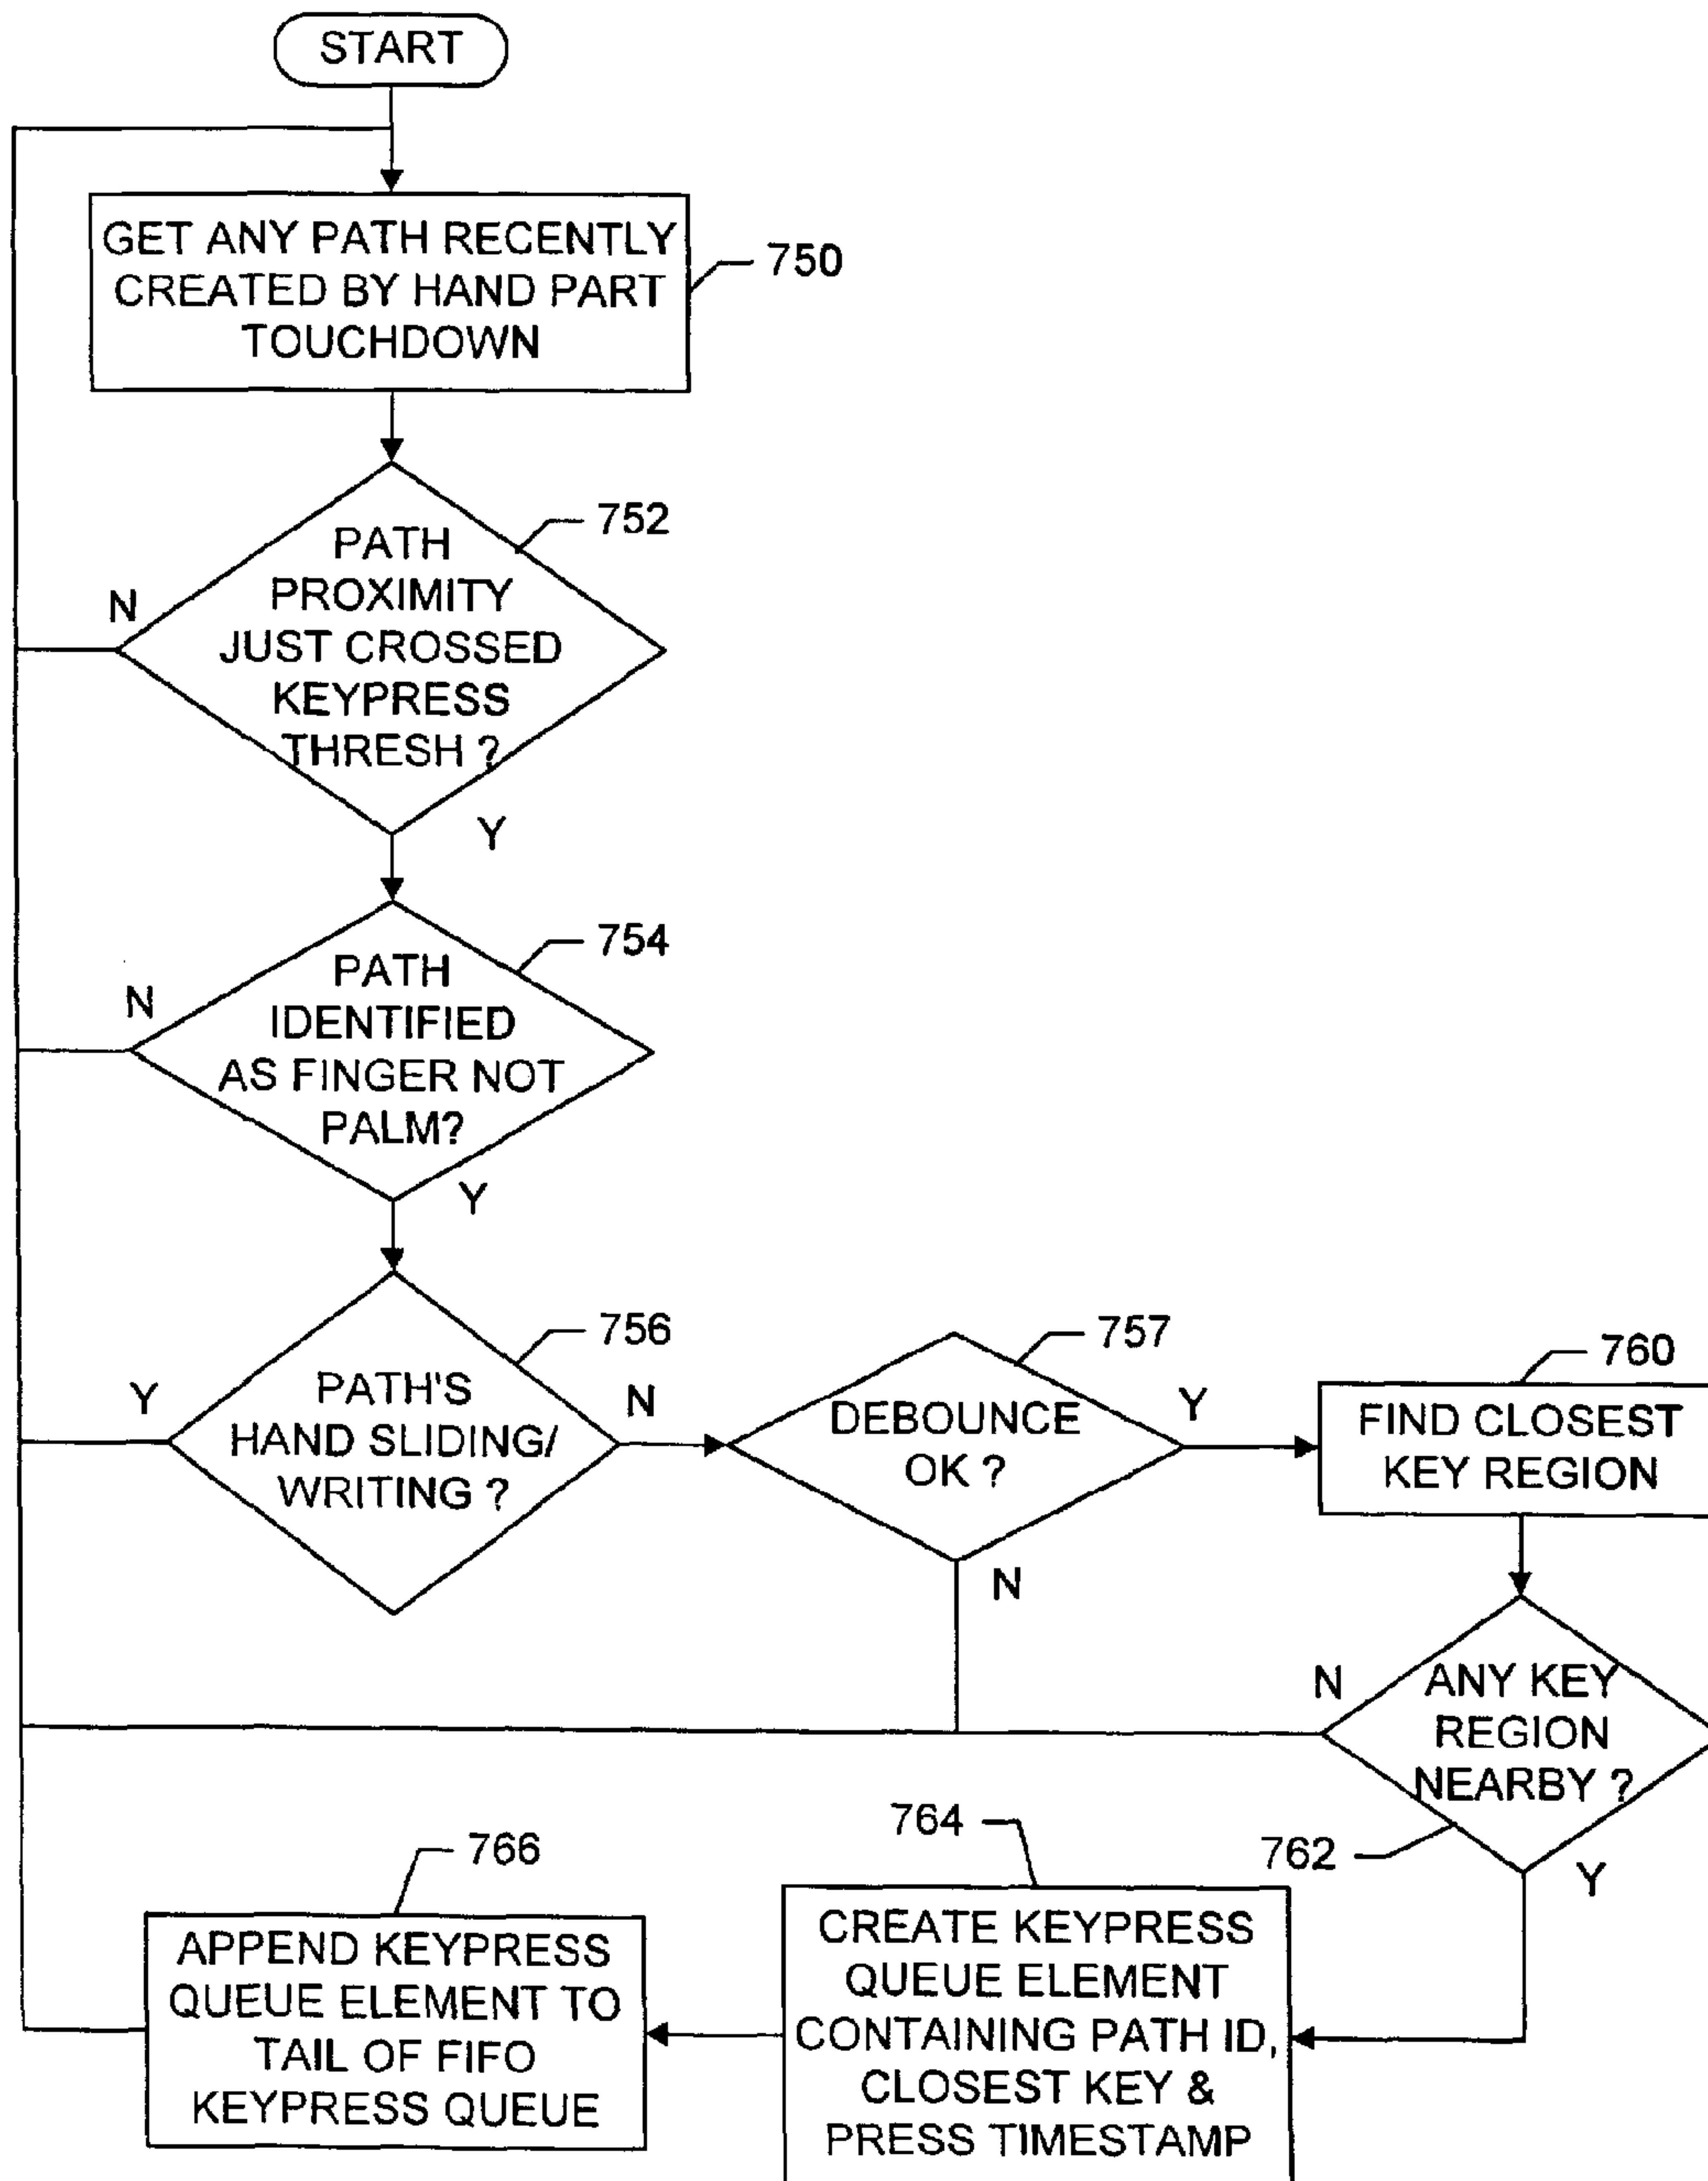 START
GET ANY PATH RECENTLY
CREATED BY HAND PART
TOUCHDOWN
750
PATH
PROXIMITY
JUST CROSSED
KEYPRESS
THRESH ?
752
N
Y
PATH
IDENTIFIED
AS FINGER NOT
PALM?
754
N
Y
PATH'S
HAND SLIDING/
WRITING ?
756
Y
N
DEBOUNCE
OK ?
757
Y
N
FIND CLOSEST
KEY REGION
760
ANY KEY
REGION
NEARBY ?
762
N
Y
CREATE KEYPRESS
QUEUE ELEMENT
CONTAINING PATH ID,
CLOSEST KEY &
PRESS TIMESTAMP
764
APPEND KEYPRESS
QUEUE ELEMENT TO
TAIL OF FIFO
KEYPRESS QUEUE
766